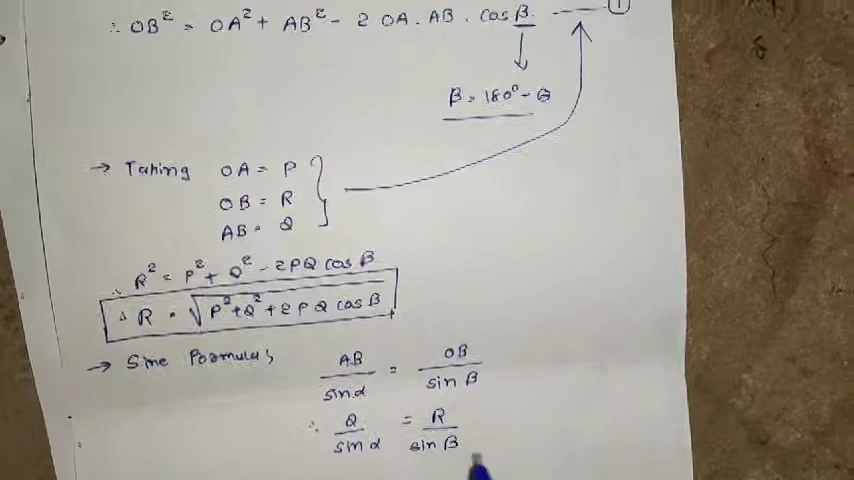 ∴ OB² = OA² + AB² - 2 OA . AB . cos β. —— ①
β = 180° - θ
→ Taking OA = P
OB = R
AB = Q
∴ R² = P² + Q² - 2PQ cos β
∴ R = √P² + Q² + 2PQ cos β
→ Sine Formula;
AB/sin α = OB/sin β
∴ Q/sin α = R/sin β